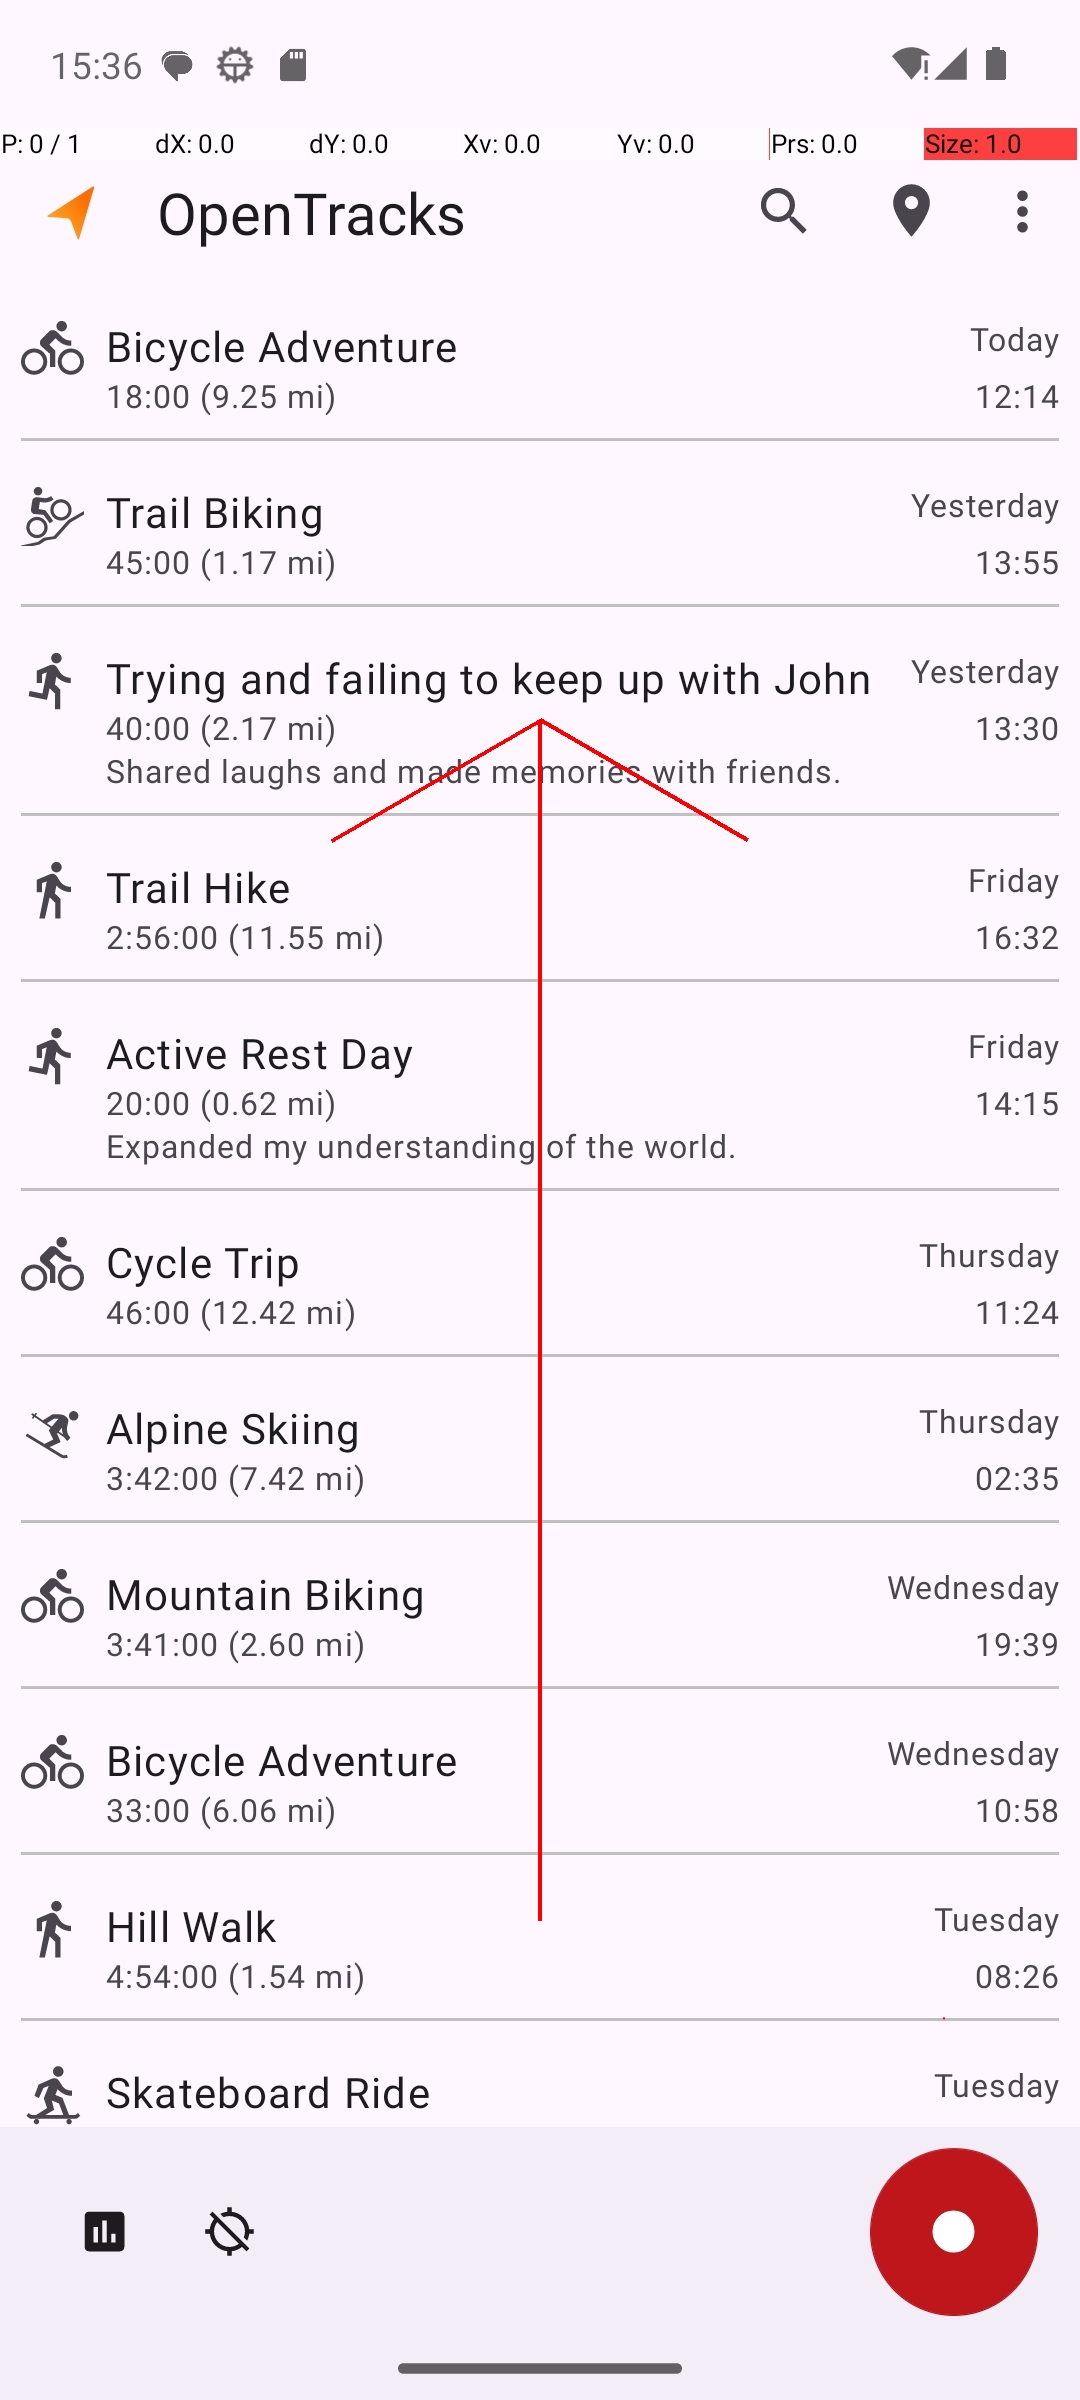 15:36
P: 0 / 1 dX: 0.0 dY: 0.0 Xv: 0.0 Yv: 0.0 Prs: 0.0 Size: 1.0
OpenTracks
Bicycle Adventure Today
18:00 (9.25 mi) 12:14
Trail Biking Yesterday
45:00 (1.17 mi) 13:55
Trying and failing to keep up with John Yesterday
40:00 (2.17 mi) 13:30
Shared laughs and made memories with friends.
Trail Hike Friday
2:56:00 (11.55 mi) 16:32
Active Rest Day Friday
20:00 (0.62 mi) 14:15
Expanded my understanding of the world.
Cycle Trip Thursday
46:00 (12.42 mi) 11:24
Alpine Skiing Thursday
3:42:00 (7.42 mi) 02:35
Mountain Biking Wednesday
3:41:00 (2.60 mi) 19:39
Bicycle Adventure Wednesday
33:00 (6.06 mi) 10:58
Hill Walk Tuesday
4:54:00 (1.54 mi) 08:26
Skateboard Ride Tuesday